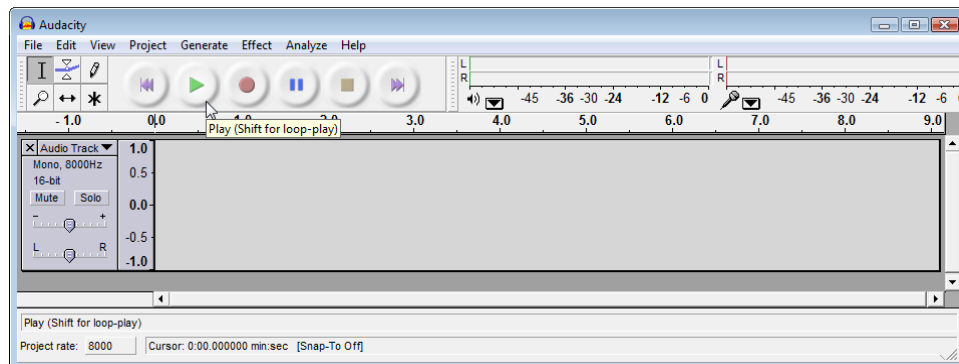 Audacity
File Edit View Project Generate Effect Analyze Help
L
R
-45 -36 -30 -24 -12 -6 0
L
R
-45 -36 -30 -24 -12 -6
- 1.0 0.0 1.0 2.0 3.0 4.0 5.0 6.0 7.0 8.0 9.0
Play (Shift for loop-play)
X Audio Track
Mono, 8000Hz
16-bit
Mute Solo
- +
L R
1.0
0.5
0.0
-0.5
-1.0
Play (Shift for loop-play)
Project rate: 8000 Cursor: 0:00.000000 min:sec [Snap-To Off]